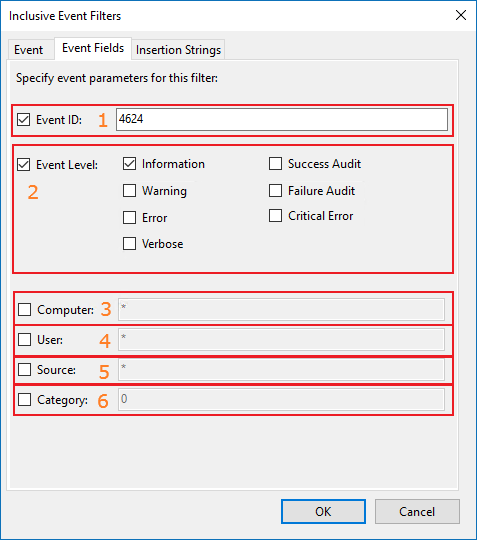 Inclusive Event Filters
Event Event Fields Insertion Strings
Specify event parameters for this filter:
Event ID: 1 4624
Event Level: Information Success Audit
2 Warning Failure Audit
Error Critical Error
Verbose
Computer: 3 *
User: 4 *
Source: 5 *
Category: 6 0
OK Cancel